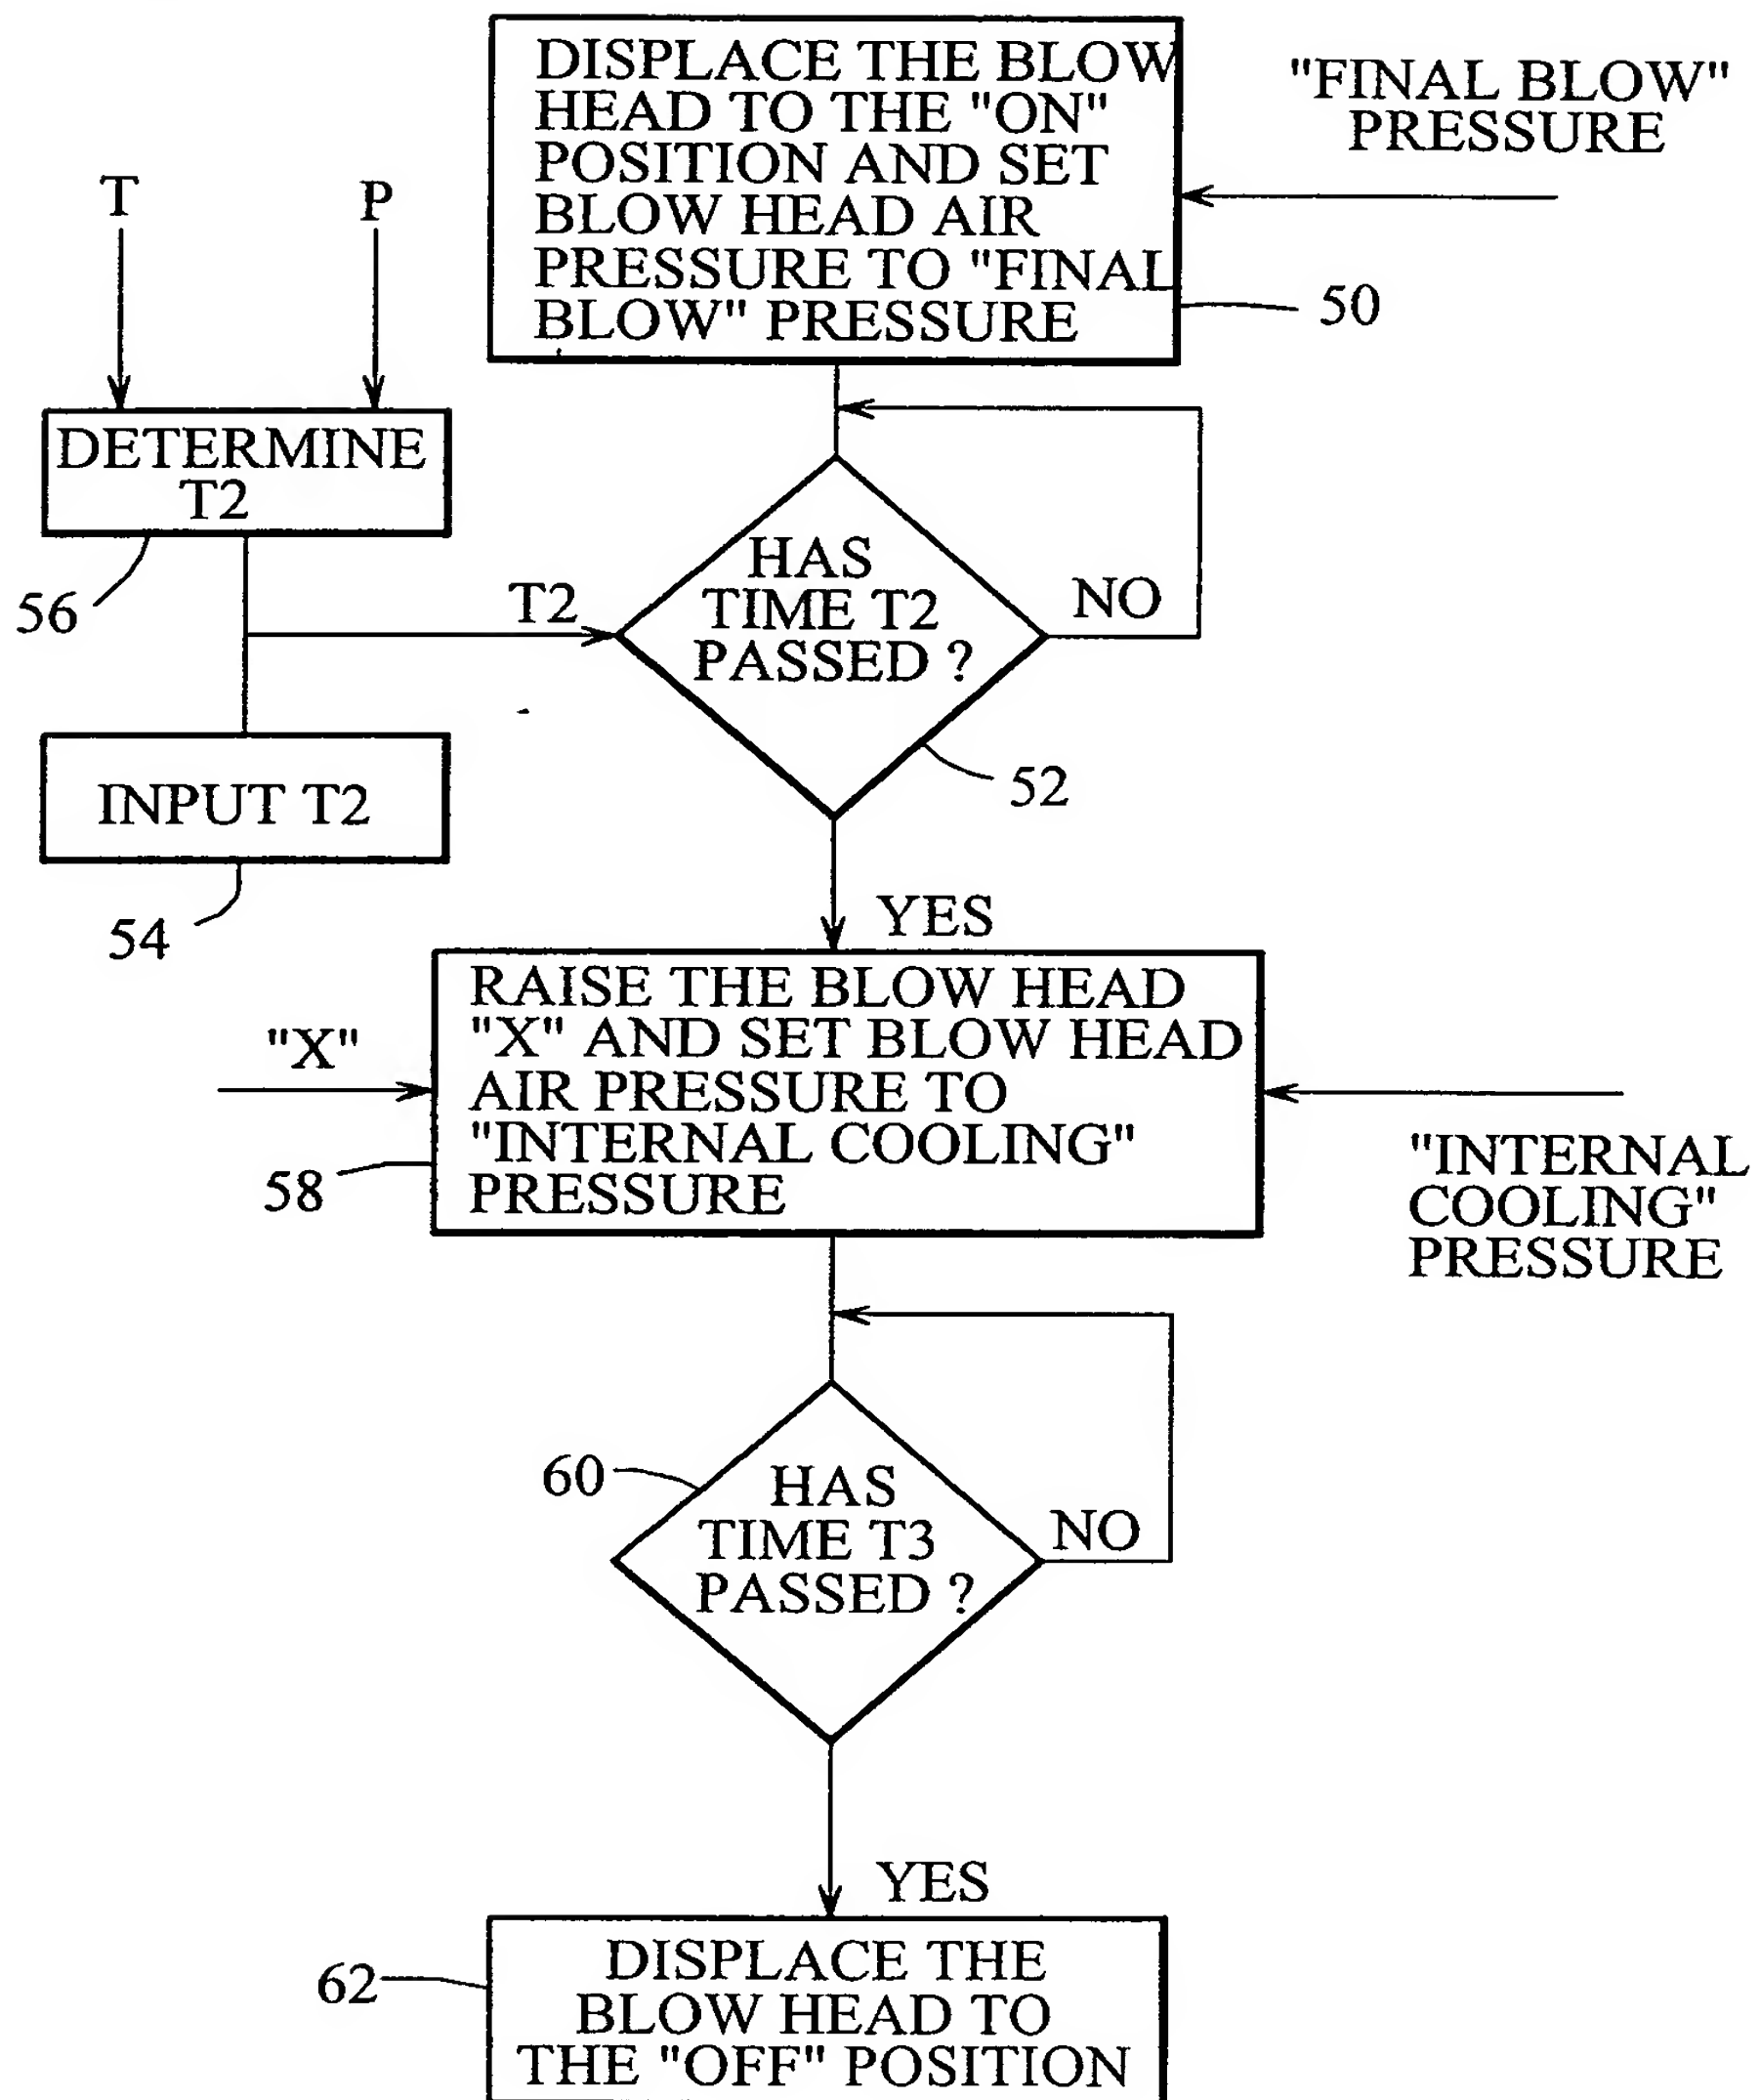 DISPLACE THE BLOW
HEAD TO THE "ON"
POSITION AND SET
BLOW HEAD AIR
PRESSURE TO "FINAL
BLOW" PRESSURE
"FINAL BLOW"
PRESSURE
50
T
P
DETERMINE
T2
56
T2
HAS
TIME T2
PASSED ?
NO
52
INPUT T2
54
YES
RAISE THE BLOW HEAD
"X" AND SET BLOW HEAD
AIR PRESSURE TO
"INTERNAL COOLING"
PRESSURE
"X"
58
"INTERNAL
COOLING"
PRESSURE
60
HAS
TIME T3
PASSED ?
NO
YES
62
DISPLACE THE
BLOW HEAD TO
THE "OFF" POSITION